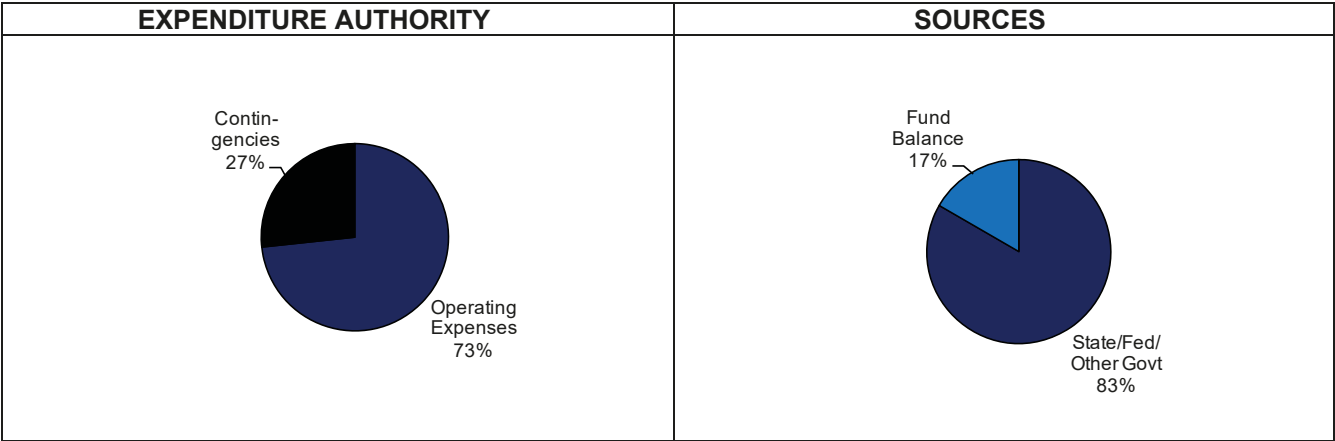 EXPENDITURE AUTHORITY
SOURCES
Contin-
gencies
27%
Operating
Expenses
73%
Fund
Balance
17%
State/Fed/
Other Govt
83%